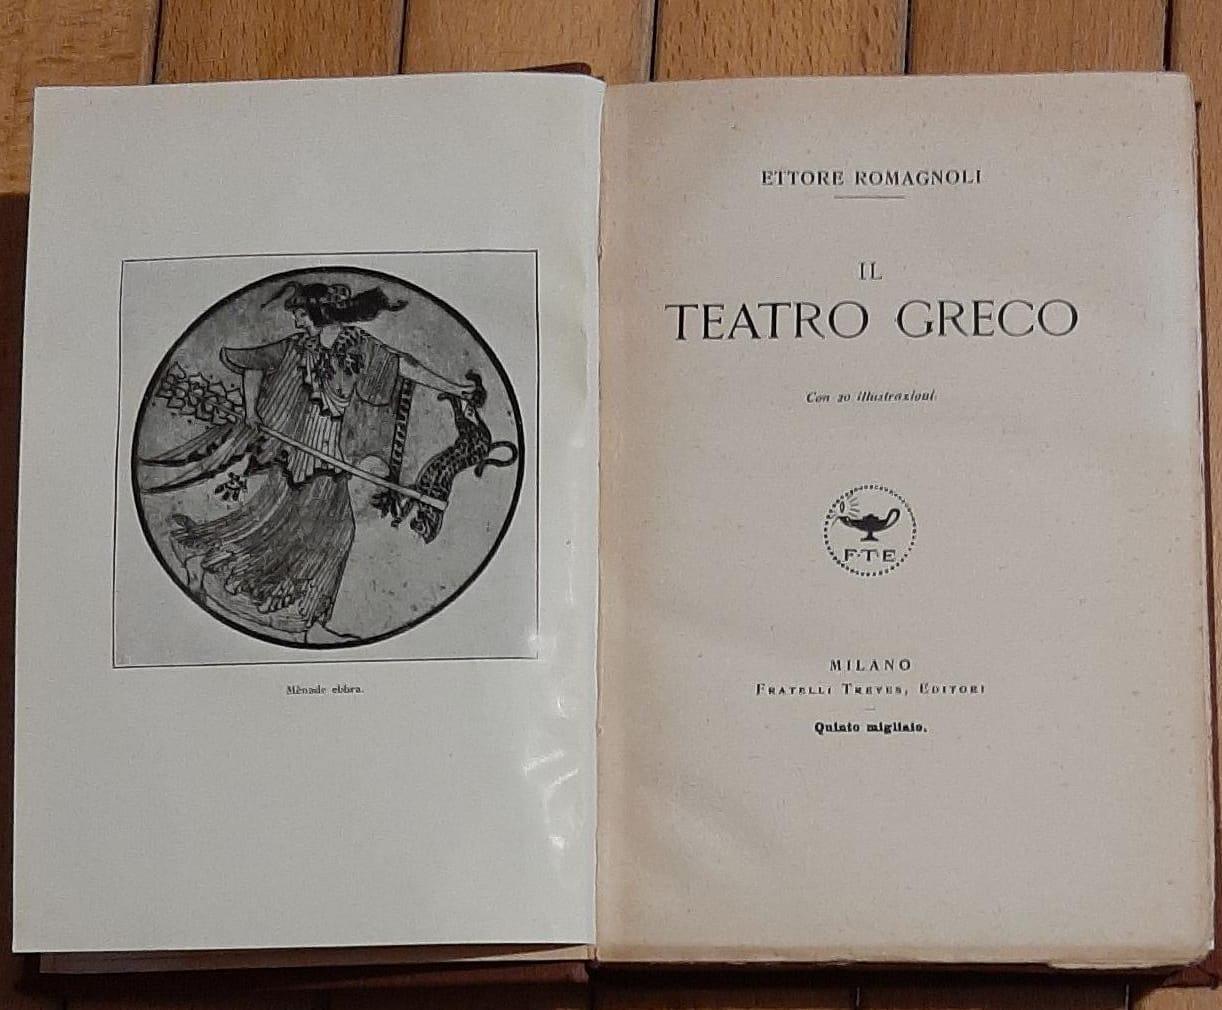 Mènade ebbra.
ETTORE ROMAGNOLI
IL
TEATRO GRECO
Con 20 illustrazioni.
F·T·E
MILANO
FRATELLI TREVES, EDITORI
Quinto migliaio.